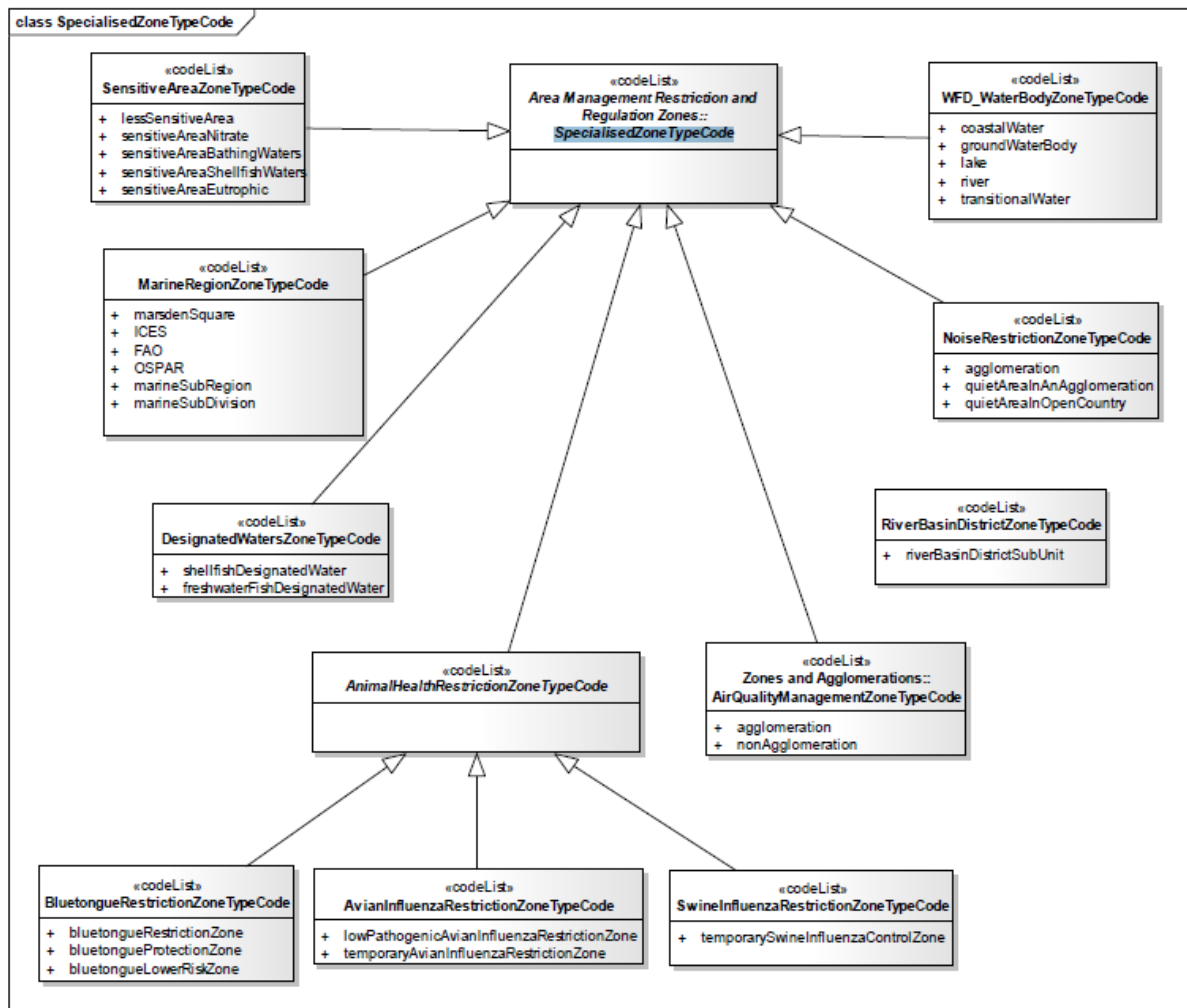 class SpecialisedZoneTypeCode
«codeList»
SensitiveAreaZoneTypeCode
+ lessSensitiveArea
+ sensitiveAreaNitrate
+ sensitiveAreaBathingWaters
+ sensitiveAreaShellfishWaters
+ sensitiveAreaEutrophic
«codeList»
Area Management Restriction and
Regulation Zones::
SpecialisedZoneTypeCode
«codeList»
WFD_WaterBodyZoneTypeCode
+ coastalWater
+ groundWaterBody
+ lake
+ river
+ transitionalWater
«codeList»
MarineRegionZoneTypeCode
+ marsdenSquare
+ ICES
+ FAO
+ OSPAR
+ marineSubRegion
+ marineSubDivision
«codeList»
NoiseRestrictionZoneTypeCode
+ agglomeration
+ quietAreaInAnAgglomeration
+ quietAreaInOpenCountry
«codeList»
DesignatedWatersZoneTypeCode
+ shellfishDesignatedWater
+ freshwaterFishDesignatedWater
«codeList»
RiverBasinDistrictZoneTypeCode
+ riverBasinDistrictSubUnit
«codeList»
AnimalHealthRestrictionZoneTypeCode
«codeList»
Zones and Agglomerations::
AirQualityManagementZoneTypeCode
+ agglomeration
+ nonAgglomeration
«codeList»
BluetongueRestrictionZoneTypeCode
+ bluetongueRestrictionZone
+ bluetongueProtectionZone
+ bluetongueLowerRiskZone
«codeList»
AvianInfluenzaRestrictionZoneTypeCode
+ lowPathogenicAvianInfluenzaRestrictionZone
+ temporaryAvianInfluenzaRestrictionZone
«codeList»
SwineInfluenzaRestrictionZoneTypeCode
+ temporarySwineInfluenzaControlZone